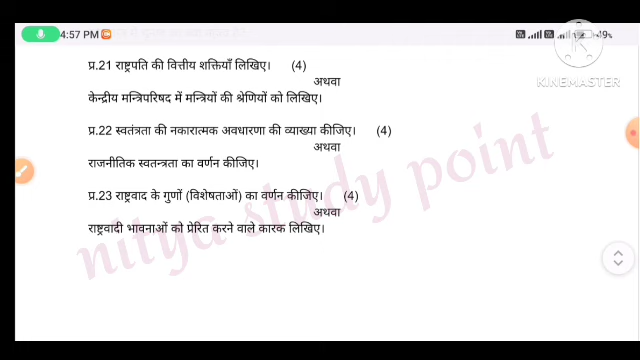 4:57 PM
49%
KINEMASTER
प्र.21 राष्ट्रपति की वित्तीय शक्तियाँ लिखिए। (4)
अथवा
केन्द्रीय मन्त्रिपरिषद में मन्त्रियों की श्रेणियों को लिखिए।
प्र.22 स्वतंत्रता की नकारात्मक अवधारणा की व्याख्या कीजिए। (4)
अथवा
राजनीतिक स्वतन्त्रता का वर्णन कीजिए।
प्र.23 राष्ट्रवाद के गुणों (विशेषताओं) का वर्णन कीजिए। (4)
अथवा
राष्ट्रवादी भावनाओं को प्रेरित करने वाले कारक लिखिए।
nitya study point